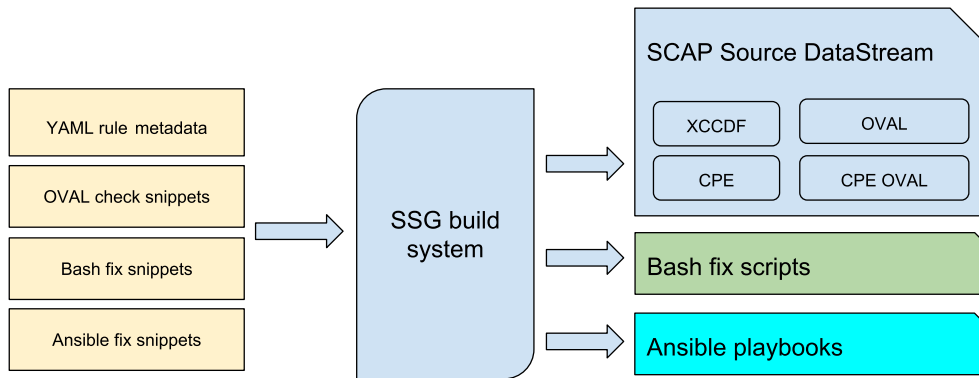 YAML rule metadata
OVAL check snippets
Bash fix snippets
Ansible fix snippets
SSG build
system
SCAP Source DataStream
XCCDF
OVAL
CPE
CPE OVAL
Bash fix scripts
Ansible playbooks